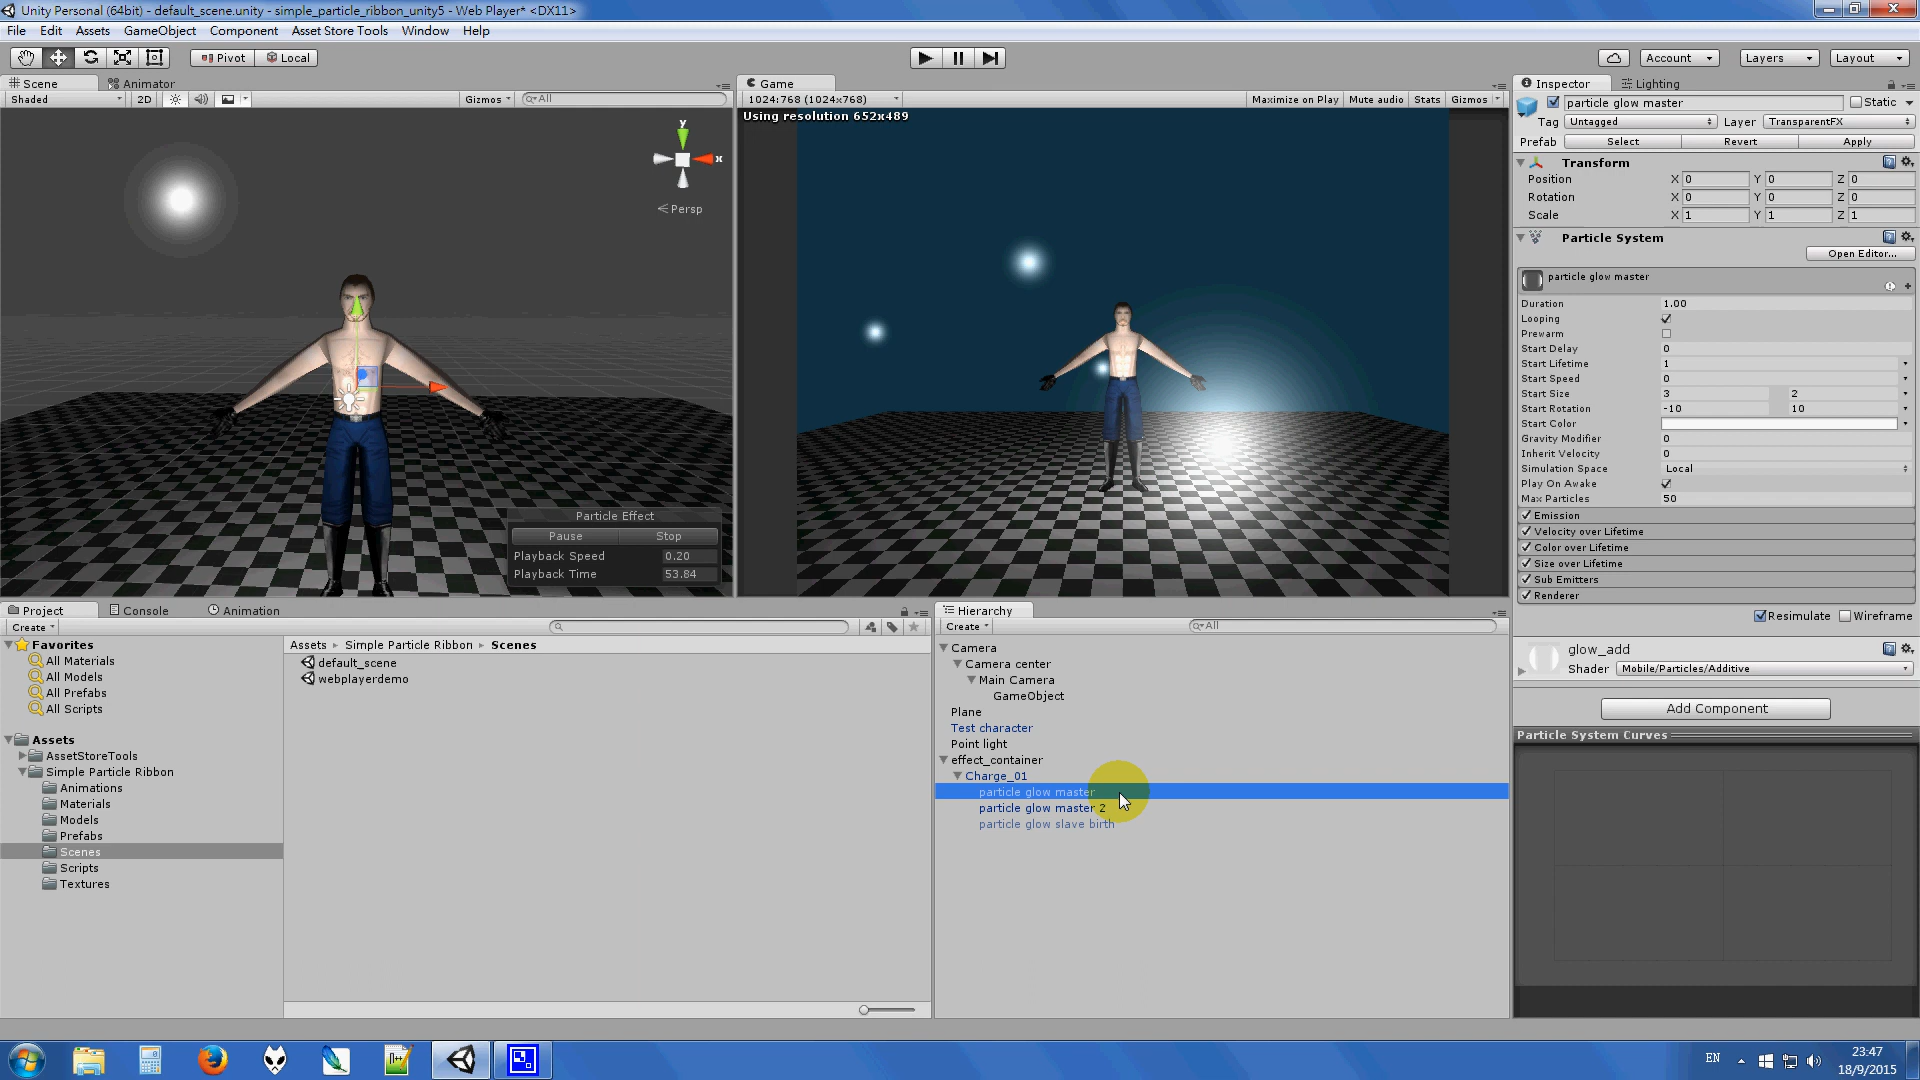 Unity Personal (64bit) - default_scene.unity - simple_particle_ribbon_unity5 - Web Player* <DX11>
File Edit Assets GameObject Component Asset Store Tools Window Help
Pivot Local Account Layers Layout
Scene Animator
Shaded 2D Gizmos All
y
x
Persp
Particle Effect
Pause Stop
Playback Speed 0.20
Playback Time 53.84
Game
1024:768 (1024x768) Maximize on Play Mute audio Stats Gizmos
Using resolution 652x489
Inspector Lighting
particle glow master Static
Tag Untagged Layer TransparentFX
Prefab Select Revert Apply
Transform
Position X 0 Y 0 Z 0
Rotation X 0 Y 0 Z 0
Scale X 1 Y 1 Z 1
Particle System
Open Editor...
particle glow master
Duration 1.00
Looping
Prewarm
Start Delay 0
Start Lifetime 1
Start Speed 0
Start Size 3 2
Start Rotation -10 10
Start Color
Gravity Modifier 0
Inherit Velocity 0
Simulation Space Local
Play On Awake
Max Particles 50
Emission
Velocity over Lifetime
Color over Lifetime
Size over Lifetime
Sub Emitters
Renderer
Resimulate Wireframe
glow_add
Shader Mobile/Particles/Additive
Add Component
Particle System Curves
Project Console Animation
Create
Favorites
All Materials
All Models
All Prefabs
All Scripts
Assets
AssetStoreTools
Simple Particle Ribbon
Animations
Materials
Models
Prefabs
Scenes
Scripts
Textures
Assets Simple Particle Ribbon Scenes
default_scene
webplayerdemo
Hierarchy
Create All
Camera
Camera center
Main Camera
GameObject
Plane
Test character
Point light
effect_container
Charge_01
particle glow master
particle glow master 2
particle glow slave birth
EN
23:47
18/9/2015